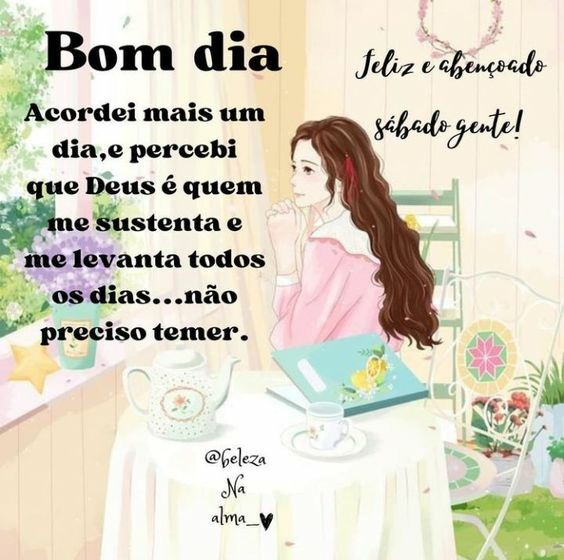 Bom dia
feliz e abençoado
sábado gente!
Acordei mais um
dia,e percebi
que Deus é quem
me sustenta e
me levanta todos
os dias...não
preciso temer.
@beleza
Na
alma_